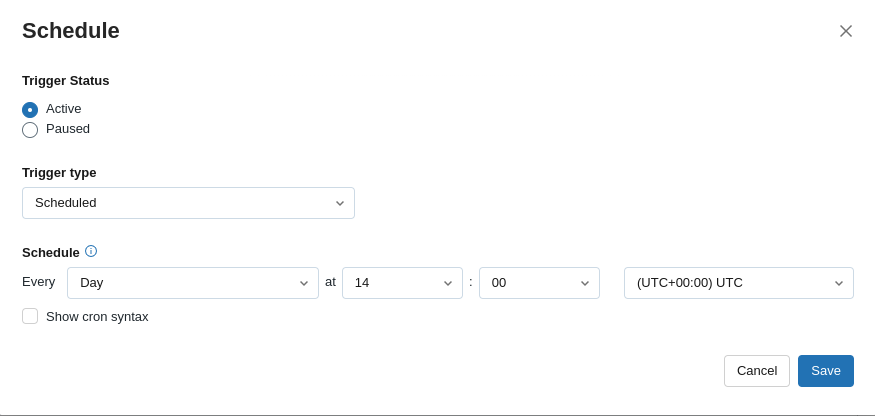 Schedule
Trigger Status
Active
Paused
Trigger type
Scheduled
Schedule
Every Day at 14 : 00 (UTC+00:00) UTC
Show cron syntax
Cancel Save